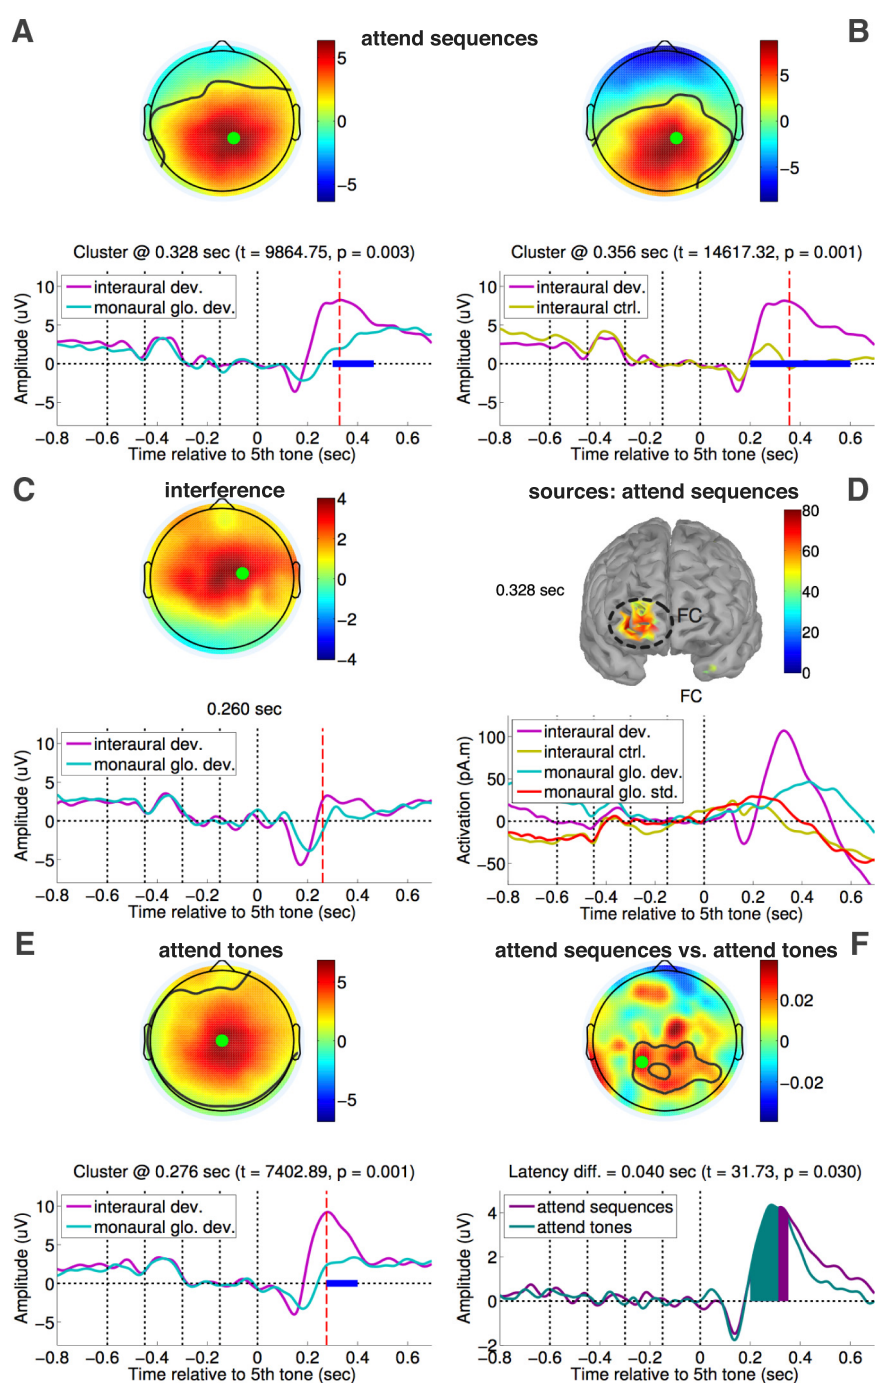 A
attend sequences
B
5
0
−5
5
0
−5
Cluster @ 0.328 sec (t = 9864.75, p = 0.003)
Cluster @ 0.356 sec (t = 14617.32, p = 0.001)
Amplitude (uV)
10
5
0
−5
interaural dev.
monaural glo. dev.
−0.8 −0.6 −0.4 −0.2 0 0.2 0.4 0.6
Time relative to 5th tone (sec)
Amplitude (uV)
10
5
0
−5
interaural dev.
interaural ctrl.
−0.8 −0.6 −0.4 −0.2 0 0.2 0.4 0.6
Time relative to 5th tone (sec)
C
interference
4
2
0
−2
−4
sources: attend sequences
D
0.328 sec
FC
FC
80
60
40
20
0
0.260 sec
Amplitude (uV)
10
5
0
−5
interaural dev.
monaural glo. dev.
−0.8 −0.6 −0.4 −0.2 0 0.2 0.4 0.6
Time relative to 5th tone (sec)
Activation (pA.m)
100
50
0
−50
interaural dev.
interaural ctrl.
monaural glo. dev.
monaural glo. std.
−0.8 −0.6 −0.4 −0.2 0 0.2 0.4 0.6
Time relative to 5th tone (sec)
E
attend tones
5
0
−5
attend sequences vs. attend tones
F
0.02
0
−0.02
Cluster @ 0.276 sec (t = 7402.89, p = 0.001)
Latency diff. = 0.040 sec (t = 31.73, p = 0.030)
Amplitude (uV)
10
5
0
−5
interaural dev.
monaural glo. dev.
−0.8 −0.6 −0.4 −0.2 0 0.2 0.4 0.6
Time relative to 5th tone (sec)
Amplitude (uV)
4
2
0
−2
attend sequences
attend tones
−0.8 −0.6 −0.4 −0.2 0 0.2 0.4 0.6
Time relative to 5th tone (sec)